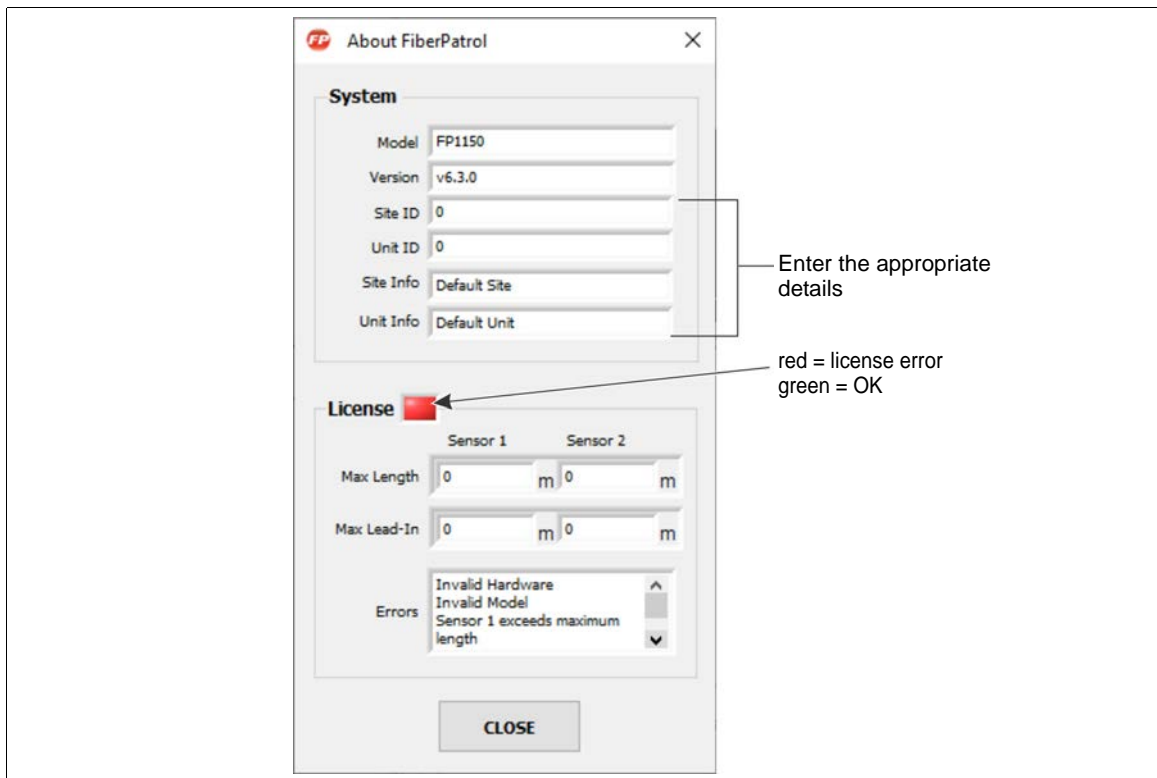 FP About FiberPatrol
System
Model FP1150
Version v6.3.0
Site ID 0
Unit ID 0
Site Info Default Site
Unit Info Default Unit
Enter the appropriate
details
red = license error
green = OK
License
Sensor 1 Sensor 2
Max Length 0 m 0 m
Max Lead-In 0 m 0 m
Errors
Invalid Hardware
Invalid Model
Sensor 1 exceeds maximum
length
CLOSE